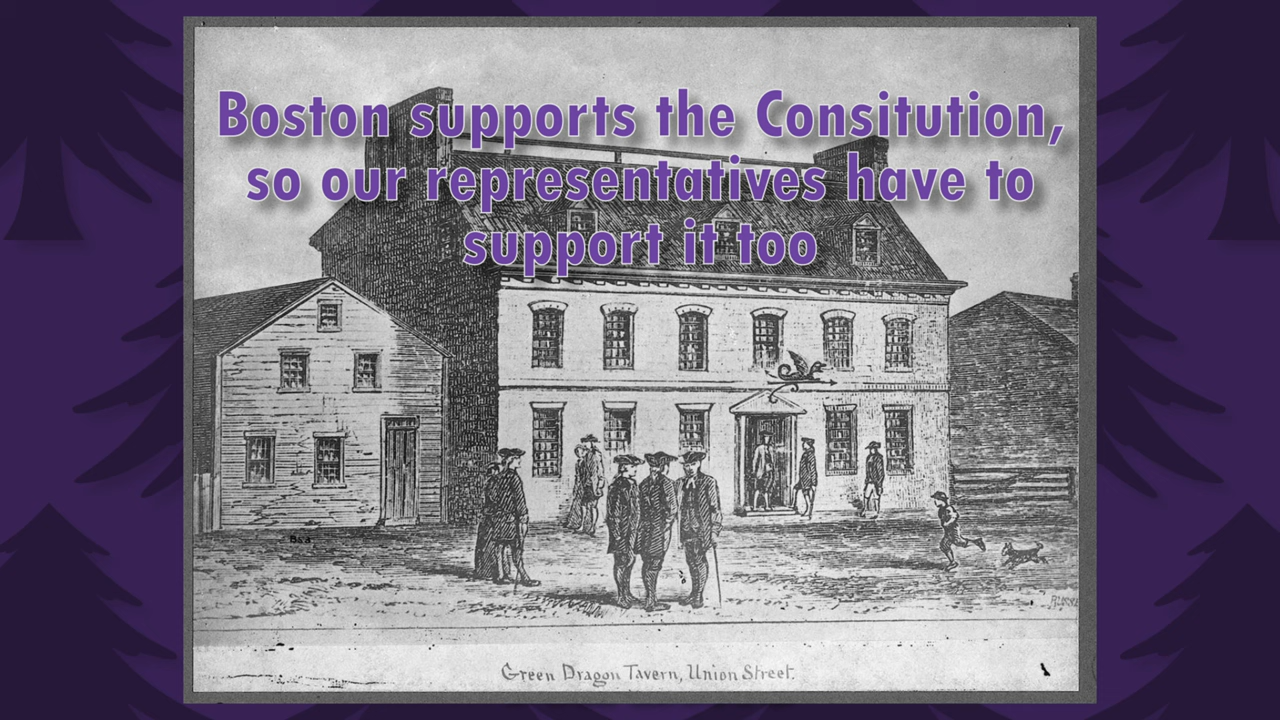 Boston supports the Consitution,
so our representatives have to
support it too
Green Dragon Tavern, Union Street.